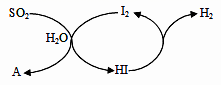 SO₂ I₂ H₂
H₂O
A HI